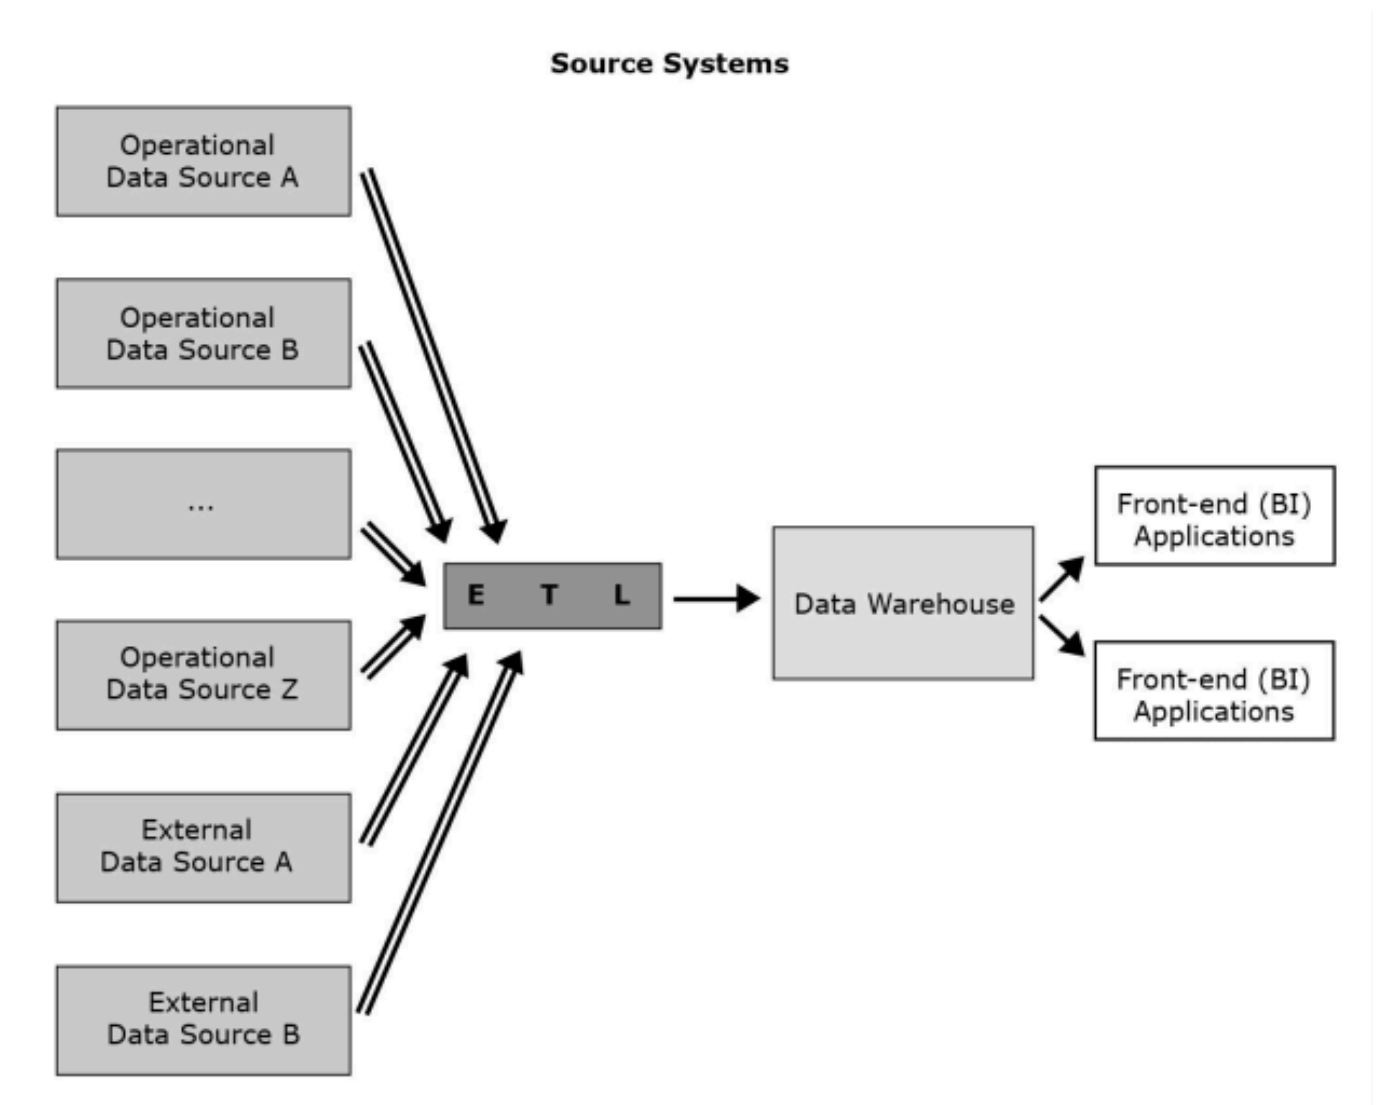 Source Systems
Operational
Data Source A
Operational
Data Source B
...
Operational
Data Source Z
External
Data Source A
External
Data Source B
E T L
Data Warehouse
Front-end (BI)
Applications
Front-end (BI)
Applications